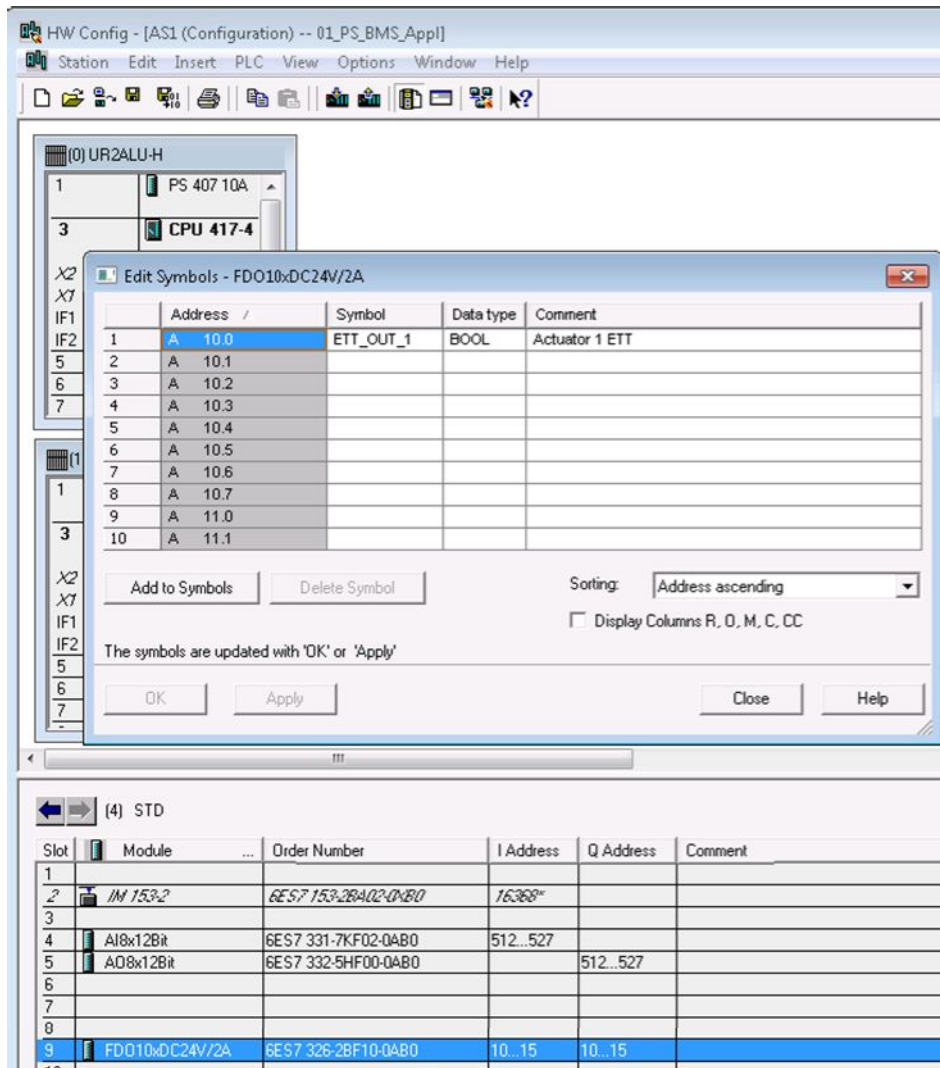 HW Config - [AS1 (Configuration) -- 01_PS_BMS_Appl]
Station Edit Insert PLC View Options Window Help
(0) UR2ALU-H
1 PS 407 10A
3 CPU 417-4
X2
X1
IF1
IF2
5
6
7
Edit Symbols - FDO10xDC24V/2A
Address / Symbol Data type Comment
1 A 10.0 ETT_OUT_1 BOOL Actuator 1 ETT
2 A 10.1
3 A 10.2
4 A 10.3
5 A 10.4
6 A 10.5
7 A 10.6
8 A 10.7
9 A 11.0
10 A 11.1
Add to Symbols Delete Symbol Sorting: Address ascending
Display Columns R, O, M, C, CC
The symbols are updated with 'OK' or 'Apply'
OK Apply Close Help
(1
1
3
X2
X1
IF1
IF2
5
6
7
(4) STD
Slot Module ... Order Number I Address Q Address Comment
1
2 IM 153-2 6ES7 153-2BA02-0XB0 16368*
3
4 AI8x12Bit 6ES7 331-7KF02-0AB0 512...527
5 AO8x12Bit 6ES7 332-5HF00-0AB0 512...527
6
7
8
9 FDO10xDC24V/2A 6ES7 326-2BF10-0AB0 10...15 10...15